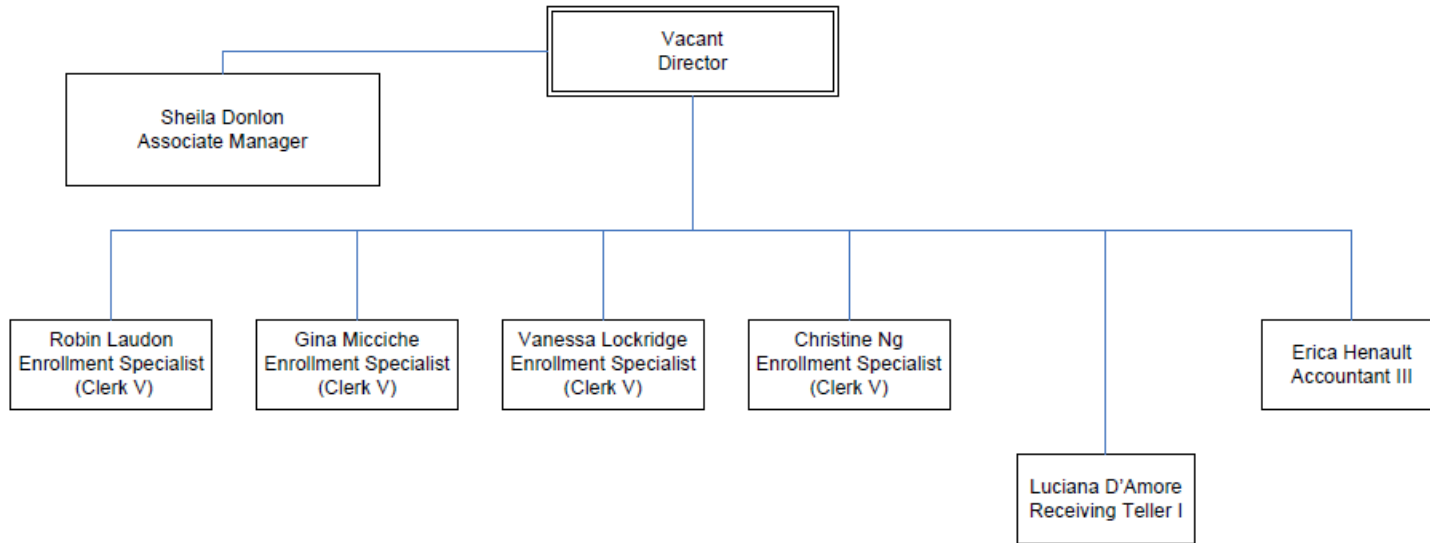 Vacant
Director
Sheila Donlon
Associate Manager
Robin Laudon
Enrollment Specialist
(Clerk V)
Gina Micciche
Enrollment Specialist
(Clerk V)
Vanessa Lockridge
Enrollment Specialist
(Clerk V)
Christine Ng
Enrollment Specialist
(Clerk V)
Erica Henault
Accountant III
Luciana D’Amore
Receiving Teller I